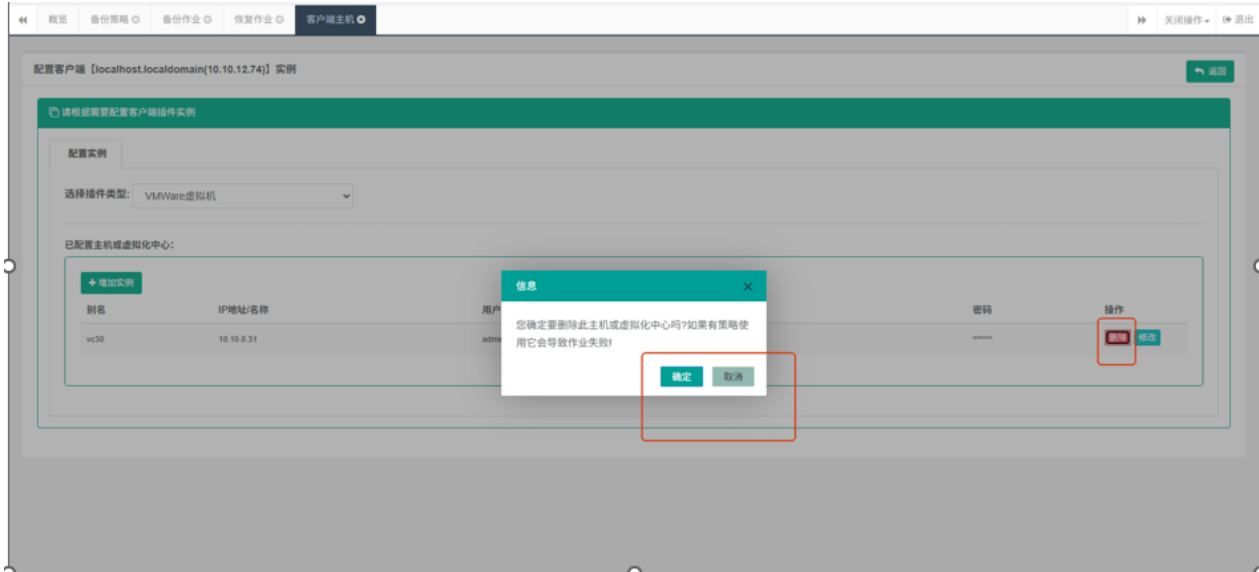 概览 备份策略 备份作业 恢复作业 客户端主机 关闭操作 退出
配置客户端【localhost.localdomain(10.10.12.74)】实例 返回
请根据需要配置客户端插件实例
配置实例
选择插件类型: VMWare虚拟机
已配置主机或虚拟化中心:
+ 增加实例
别名 IP地址/名称 用户 密码 操作
vc30 10.10.0.31 ****** 删除 修改
信息
您确定要删除此主机或虚拟化中心吗?如果有策略使
用它会导致作业失败!
确定 取消